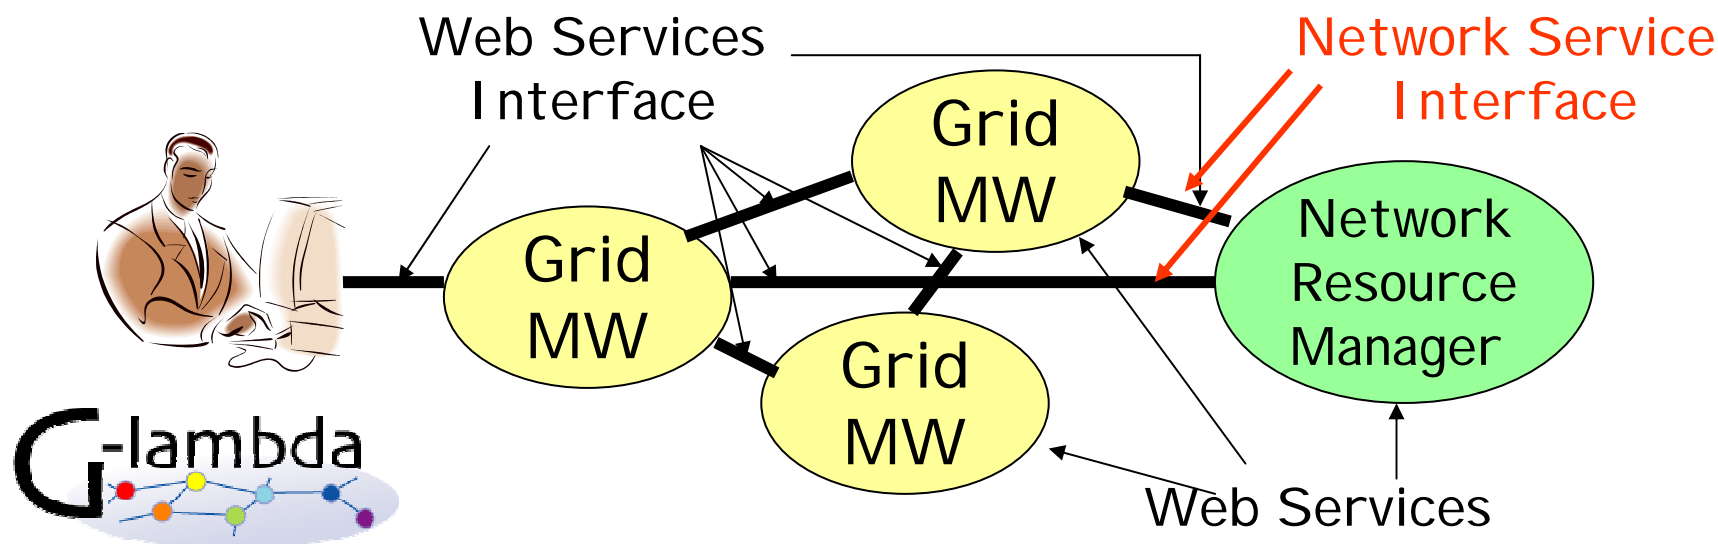 Web Services
Interface
Network Service
Interface
Grid
MW
Grid
MW
Grid
MW
Network
Resource
Manager
Web Services
G-lambda